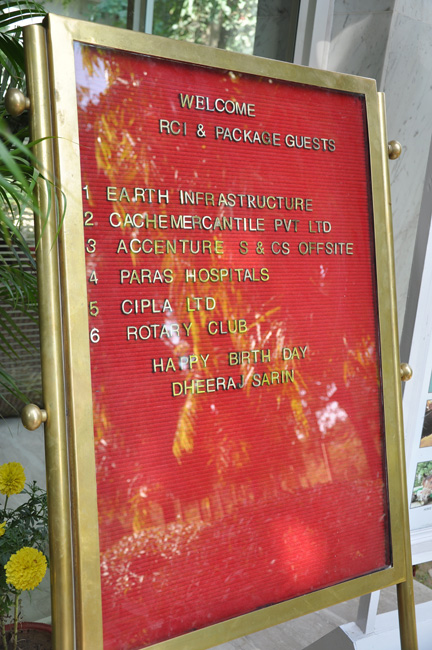 WELCOME
RCI & PACKAGE GUESTS
1 EARTH INFRASTRUCTURE
2 CACHEMERCANTILE PVT LTD
3 ACCENTURE S & CS OFFSITE
4 PARAS HOSPITALS
5 CIPLA LTD
6 ROTARY CLUB
HAPPY BIRTH DAY
DHEERAJ SARIN